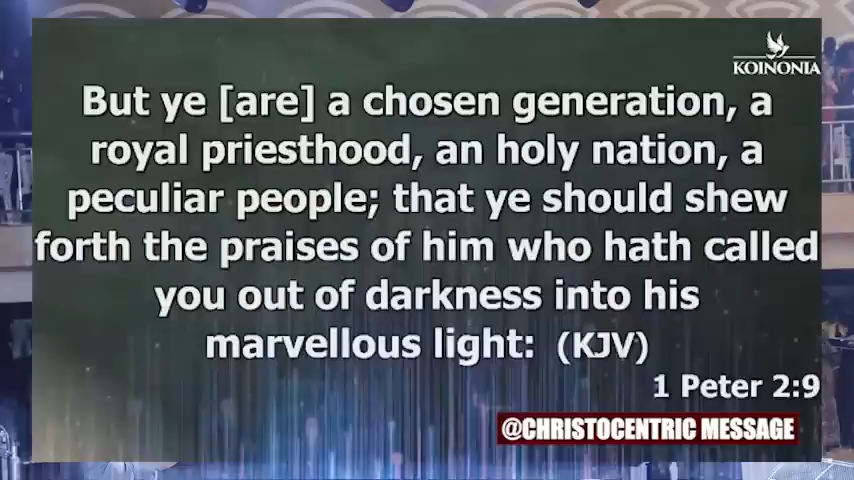 KOINONIA
But ye [are] a chosen generation, a
royal priesthood, an holy nation, a
peculiar people; that ye should shew
forth the praises of him who hath called
you out of darkness into his
marvellous light: (KJV)
1 Peter 2:9
@CHRISTOCENTRIC MESSAGE